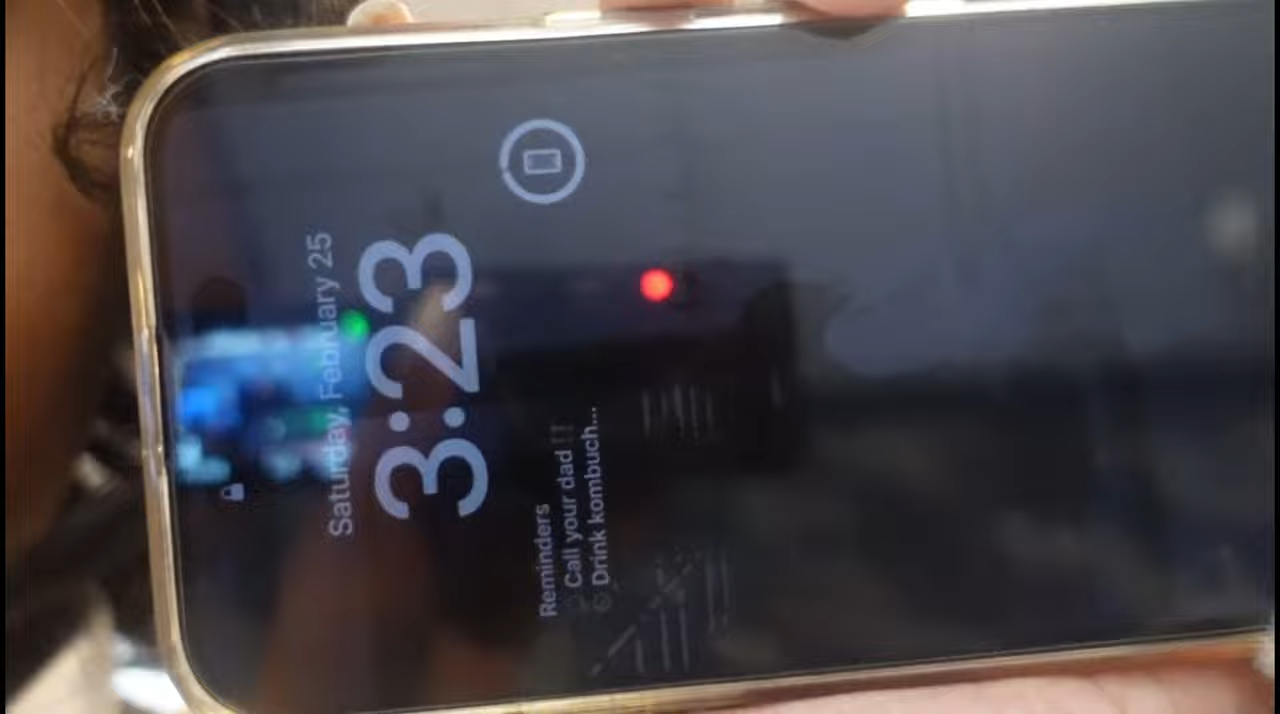 Saturday, February 25
3:23
Reminders
Call your dad !!
Drink kombuch...